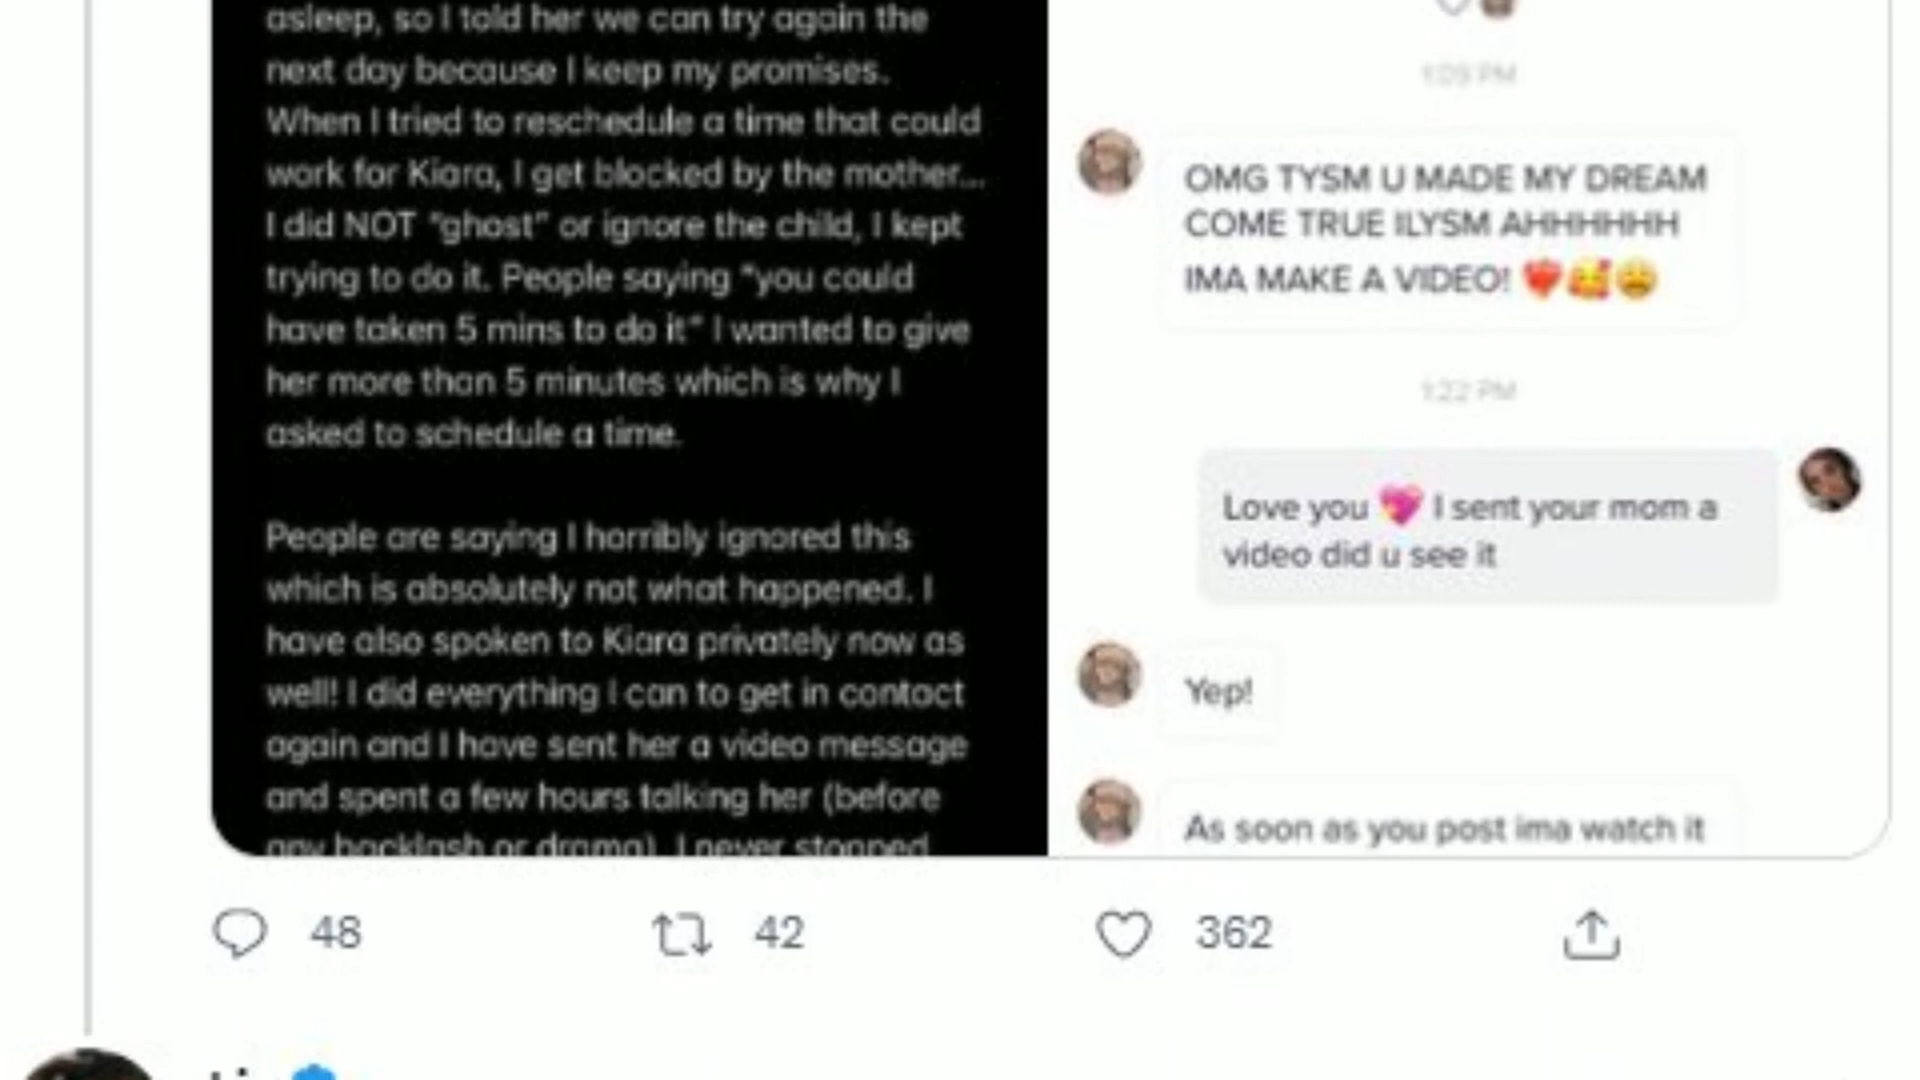 asleep, so I told her we can try again the
next day because I keep my promises.
When I tried to reschedule a time that could
work for Kiara, I get blocked by the mother...
I did NOT "ghost" or ignore the child, I kept
trying to do it. People saying "you could
have taken 5 mins to do it" I wanted to give
her more than 5 minutes which is why I
asked to schedule a time.
People are saying I horribly ignored this
which is absolutely not what happened. I
have also spoken to Kiara privately now as
well! I did everything I can to get in contact
again and I have sent her a video message
and spent a few hours talking her (before
any backlash or drama). I never stopped
1:09 PM
OMG TYSM U MADE MY DREAM
COME TRUE ILYSM AHHHHHH
IMA MAKE A VIDEO! ❤️🥰😩
1:22 PM
Love you 💖 I sent your mom a
video did u see it
Yep!
As soon as you post ima watch it
48 42 362